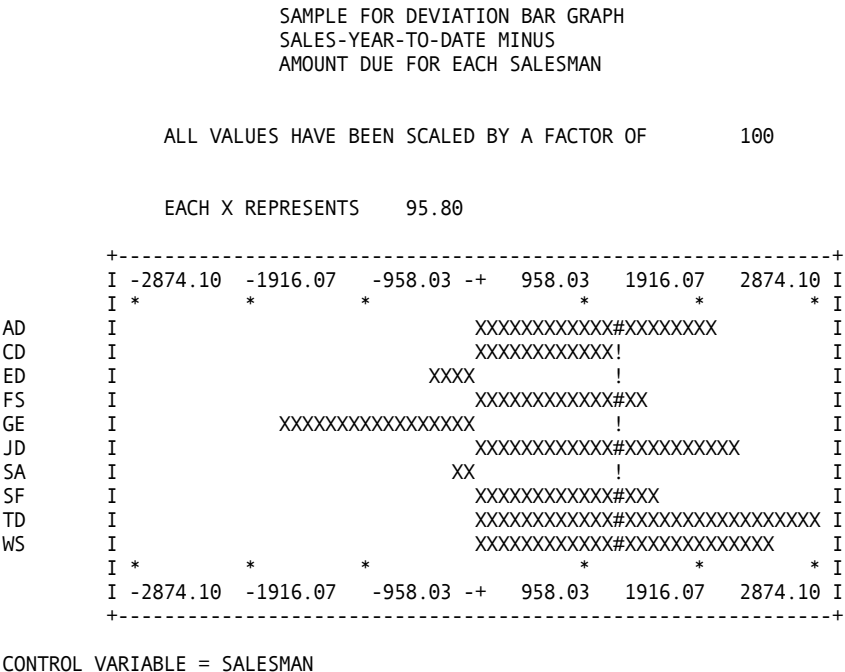 SAMPLE FOR DEVIATION BAR GRAPH
SALES-YEAR-TO-DATE MINUS
AMOUNT DUE FOR EACH SALESMAN
ALL VALUES HAVE BEEN SCALED BY A FACTOR OF        100
EACH X REPRESENTS    95.80
         +--------------------------------------------------------------+
         I -2874.10  -1916.07   -958.03 -+   958.03   1916.07   2874.10 I
         I *         *         *                  *         *         * I
AD       I                               XXXXXXXXXXXX#XXXXXXXX          I
CD       I                               XXXXXXXXXXXX!                  I
ED       I                           XXXX            !                  I
FS       I                               XXXXXXXXXXXX#XX                I
GE       I              XXXXXXXXXXXXXXXXX            !                  I
JD       I                               XXXXXXXXXXXX#XXXXXXXXXX        I
SA       I                             XX            !                  I
SF       I                               XXXXXXXXXXXX#XXX               I
TD       I                               XXXXXXXXXXXX#XXXXXXXXXXXXXXXXX I
WS       I                               XXXXXXXXXXXX#XXXXXXXXXXXXX     I
         I *         *         *                  *         *         * I
         I -2874.10  -1916.07   -958.03 -+   958.03   1916.07   2874.10 I
         +--------------------------------------------------------------+
CONTROL VARIABLE = SALESMAN